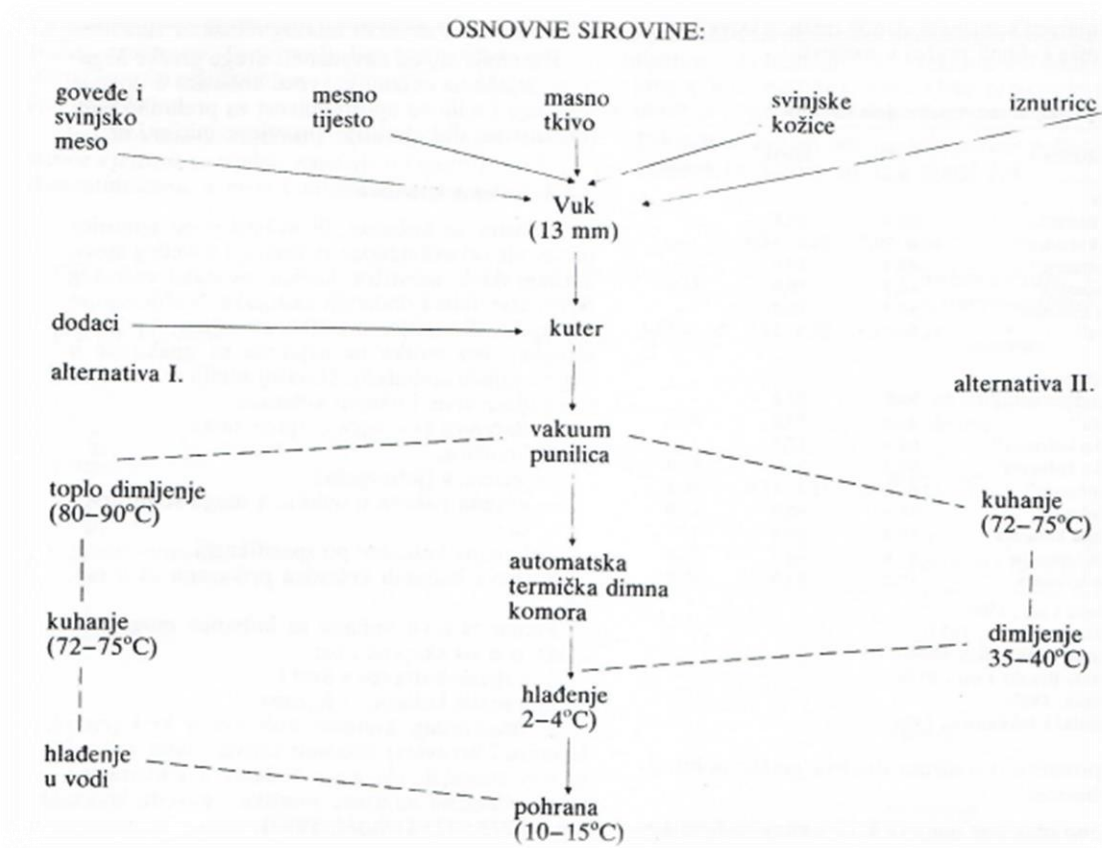 OSNOVNE SIROVINE:
goveđe i
svinjsko
meso
mesno
tijesto
masno
tkivo
svinjske
kožice
iznutrice
Vuk
(13 mm)
dodaci
kuter
alternativa I.
alternativa II.
vakuum
punilica
toplo dimljenje
(80–90°C)
kuhanje
(72–75°C)
automatska
termička dimna
komora
kuhanje
(72–75°C)
dimljenje
35–40°C)
hlađenje
2–4°C)
hlađenje
u vodi
pohrana
(10–15°C)